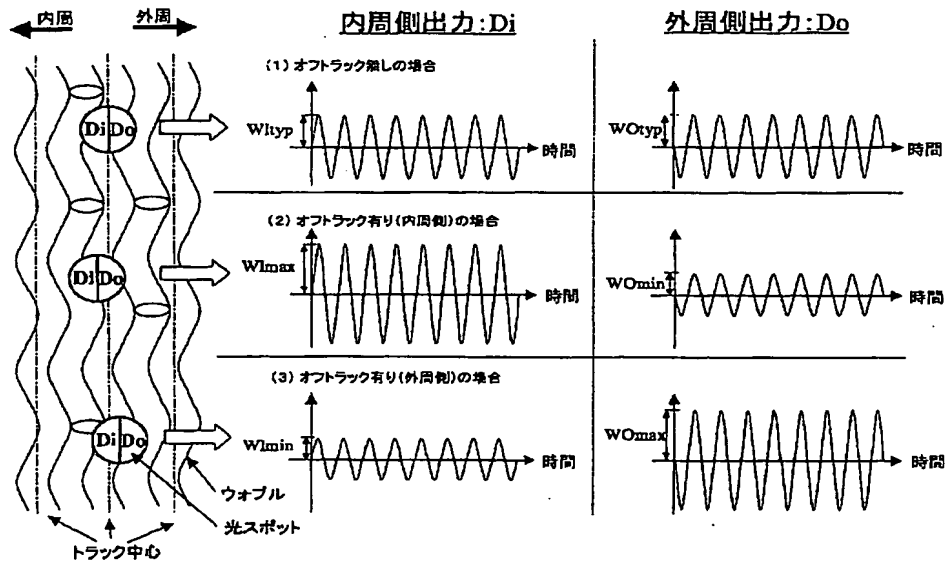 内周
外周
内周側出力:Di
外周側出力:Do
(1) オフトラック無しの場合
Di Do
WItyp
時間
WOtyp
時間
(2) オフトラック有り(内周側)の場合
Di Do
WImax
時間
WOmin
時間
(3) オフトラック有り(外周側)の場合
Di Do
WImin
時間
WOmax
時間
ウォブル
光スポット
トラック中心